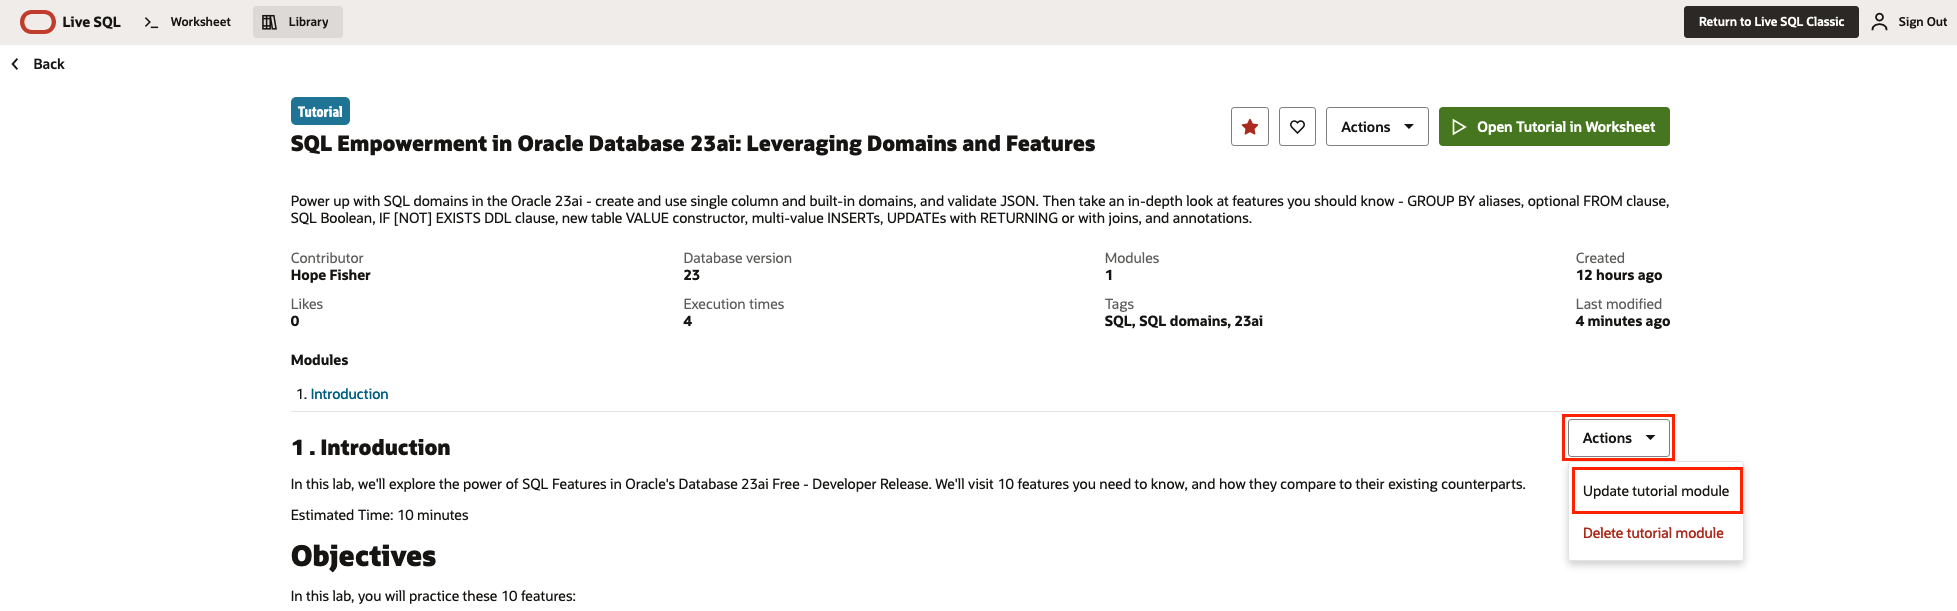 Live SQL
Worksheet
Library
Return to Live SQL Classic
Sign Out
Back
Tutorial
SQL Empowerment in Oracle Database 23ai: Leveraging Domains and Features
Actions
Open Tutorial in Worksheet
Power up with SQL domains in the Oracle 23ai - create and use single column and built-in domains, and validate JSON. Then take an in-depth look at features you should know - GROUP BY aliases, optional FROM clause,
SQL Boolean, IF [NOT] EXISTS DDL clause, new table VALUE constructor, multi-value INSERTs, UPDATEs with RETURNING or with joins, and annotations.
Contributor
Hope Fisher
Database version
23
Modules
1
Created
12 hours ago
Likes
0
Execution times
4
Tags
SQL, SQL domains, 23ai
Last modified
4 minutes ago
Modules
1. Introduction
1 . Introduction
Actions
In this lab, we'll explore the power of SQL Features in Oracle's Database 23ai Free - Developer Release. We'll visit 10 features you need to know, and how they compare to their existing counterparts.
Update tutorial module
Estimated Time: 10 minutes
Delete tutorial module
Objectives
In this lab, you will practice these 10 features: